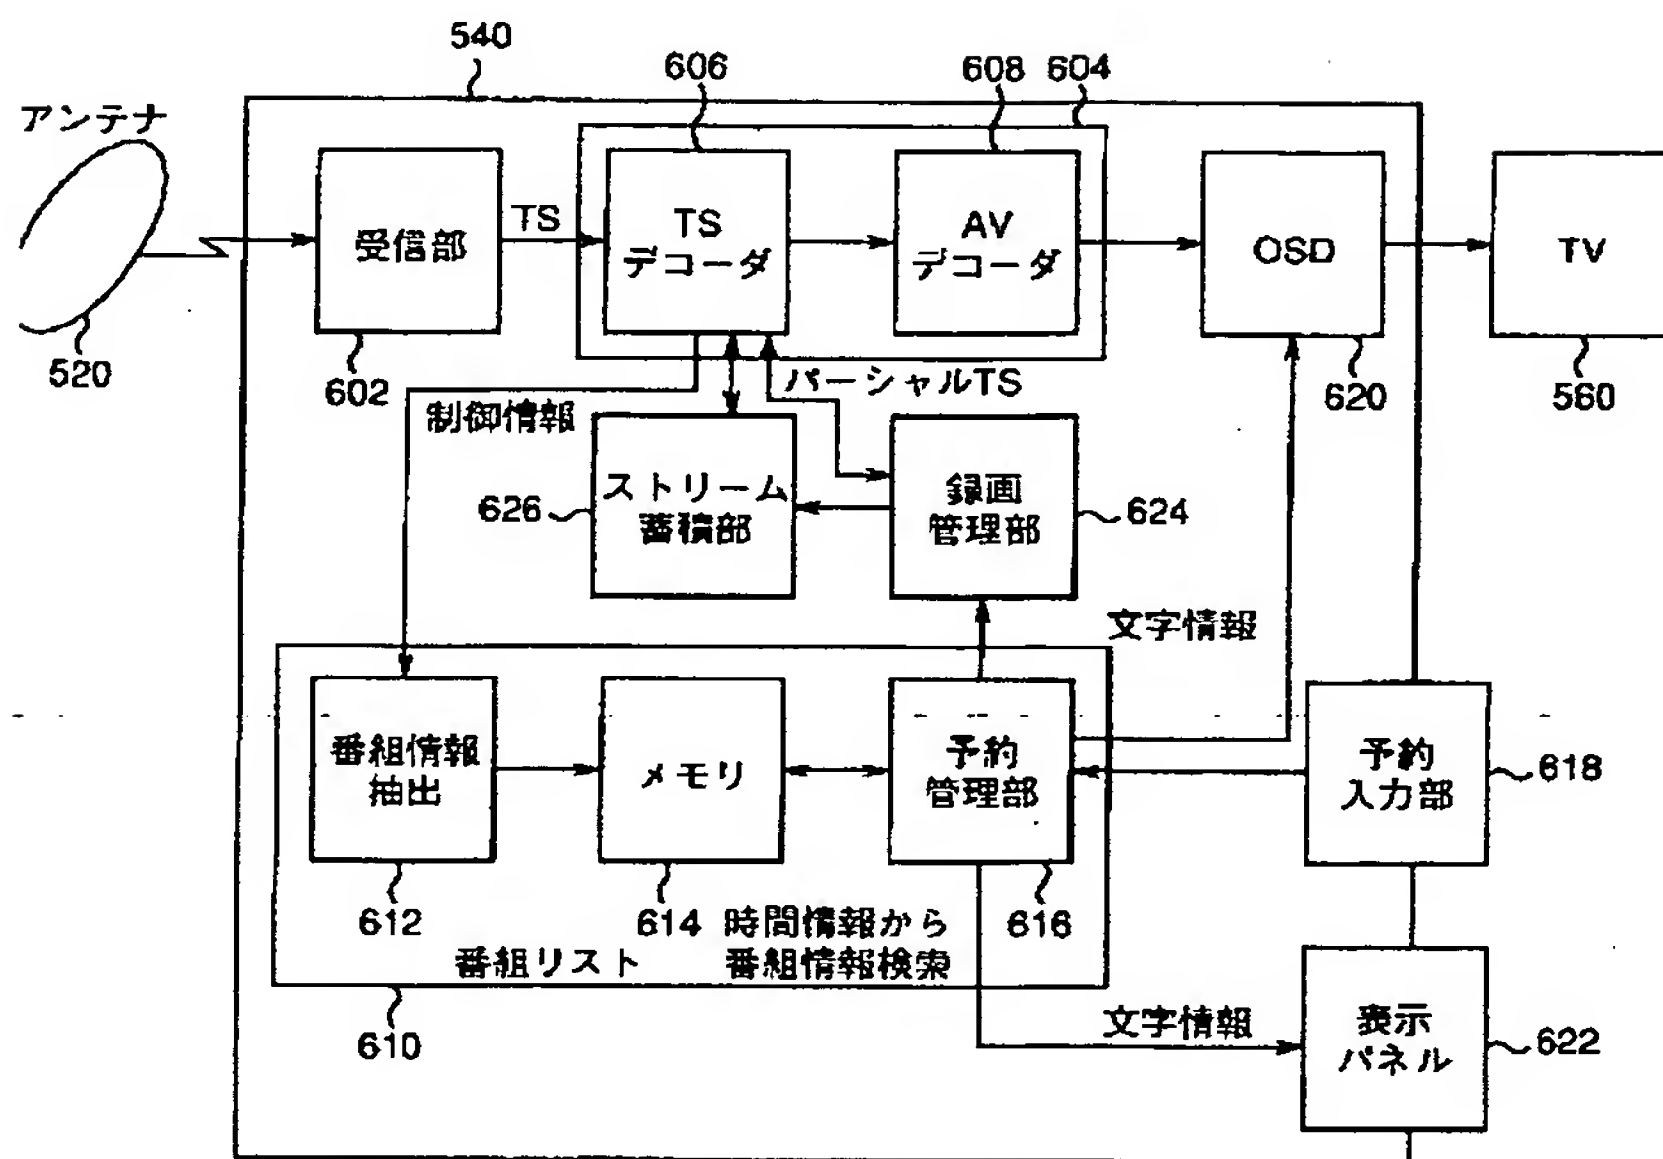 540
606
608
604
アンテナ
受信部
TS
TS
デコーダ
AV
デコーダ
OSD
TV
520
602
制御情報
パーシャルTS
620
560
626
ストリーム
蓄積部
録画
管理部
624
文字情報
番組情報
抽出
メモリ
予約
管理部
予約
入力部
618
612
614
時間情報から
番組情報検索
616
番組リスト
610
文字情報
表示
パネル
622